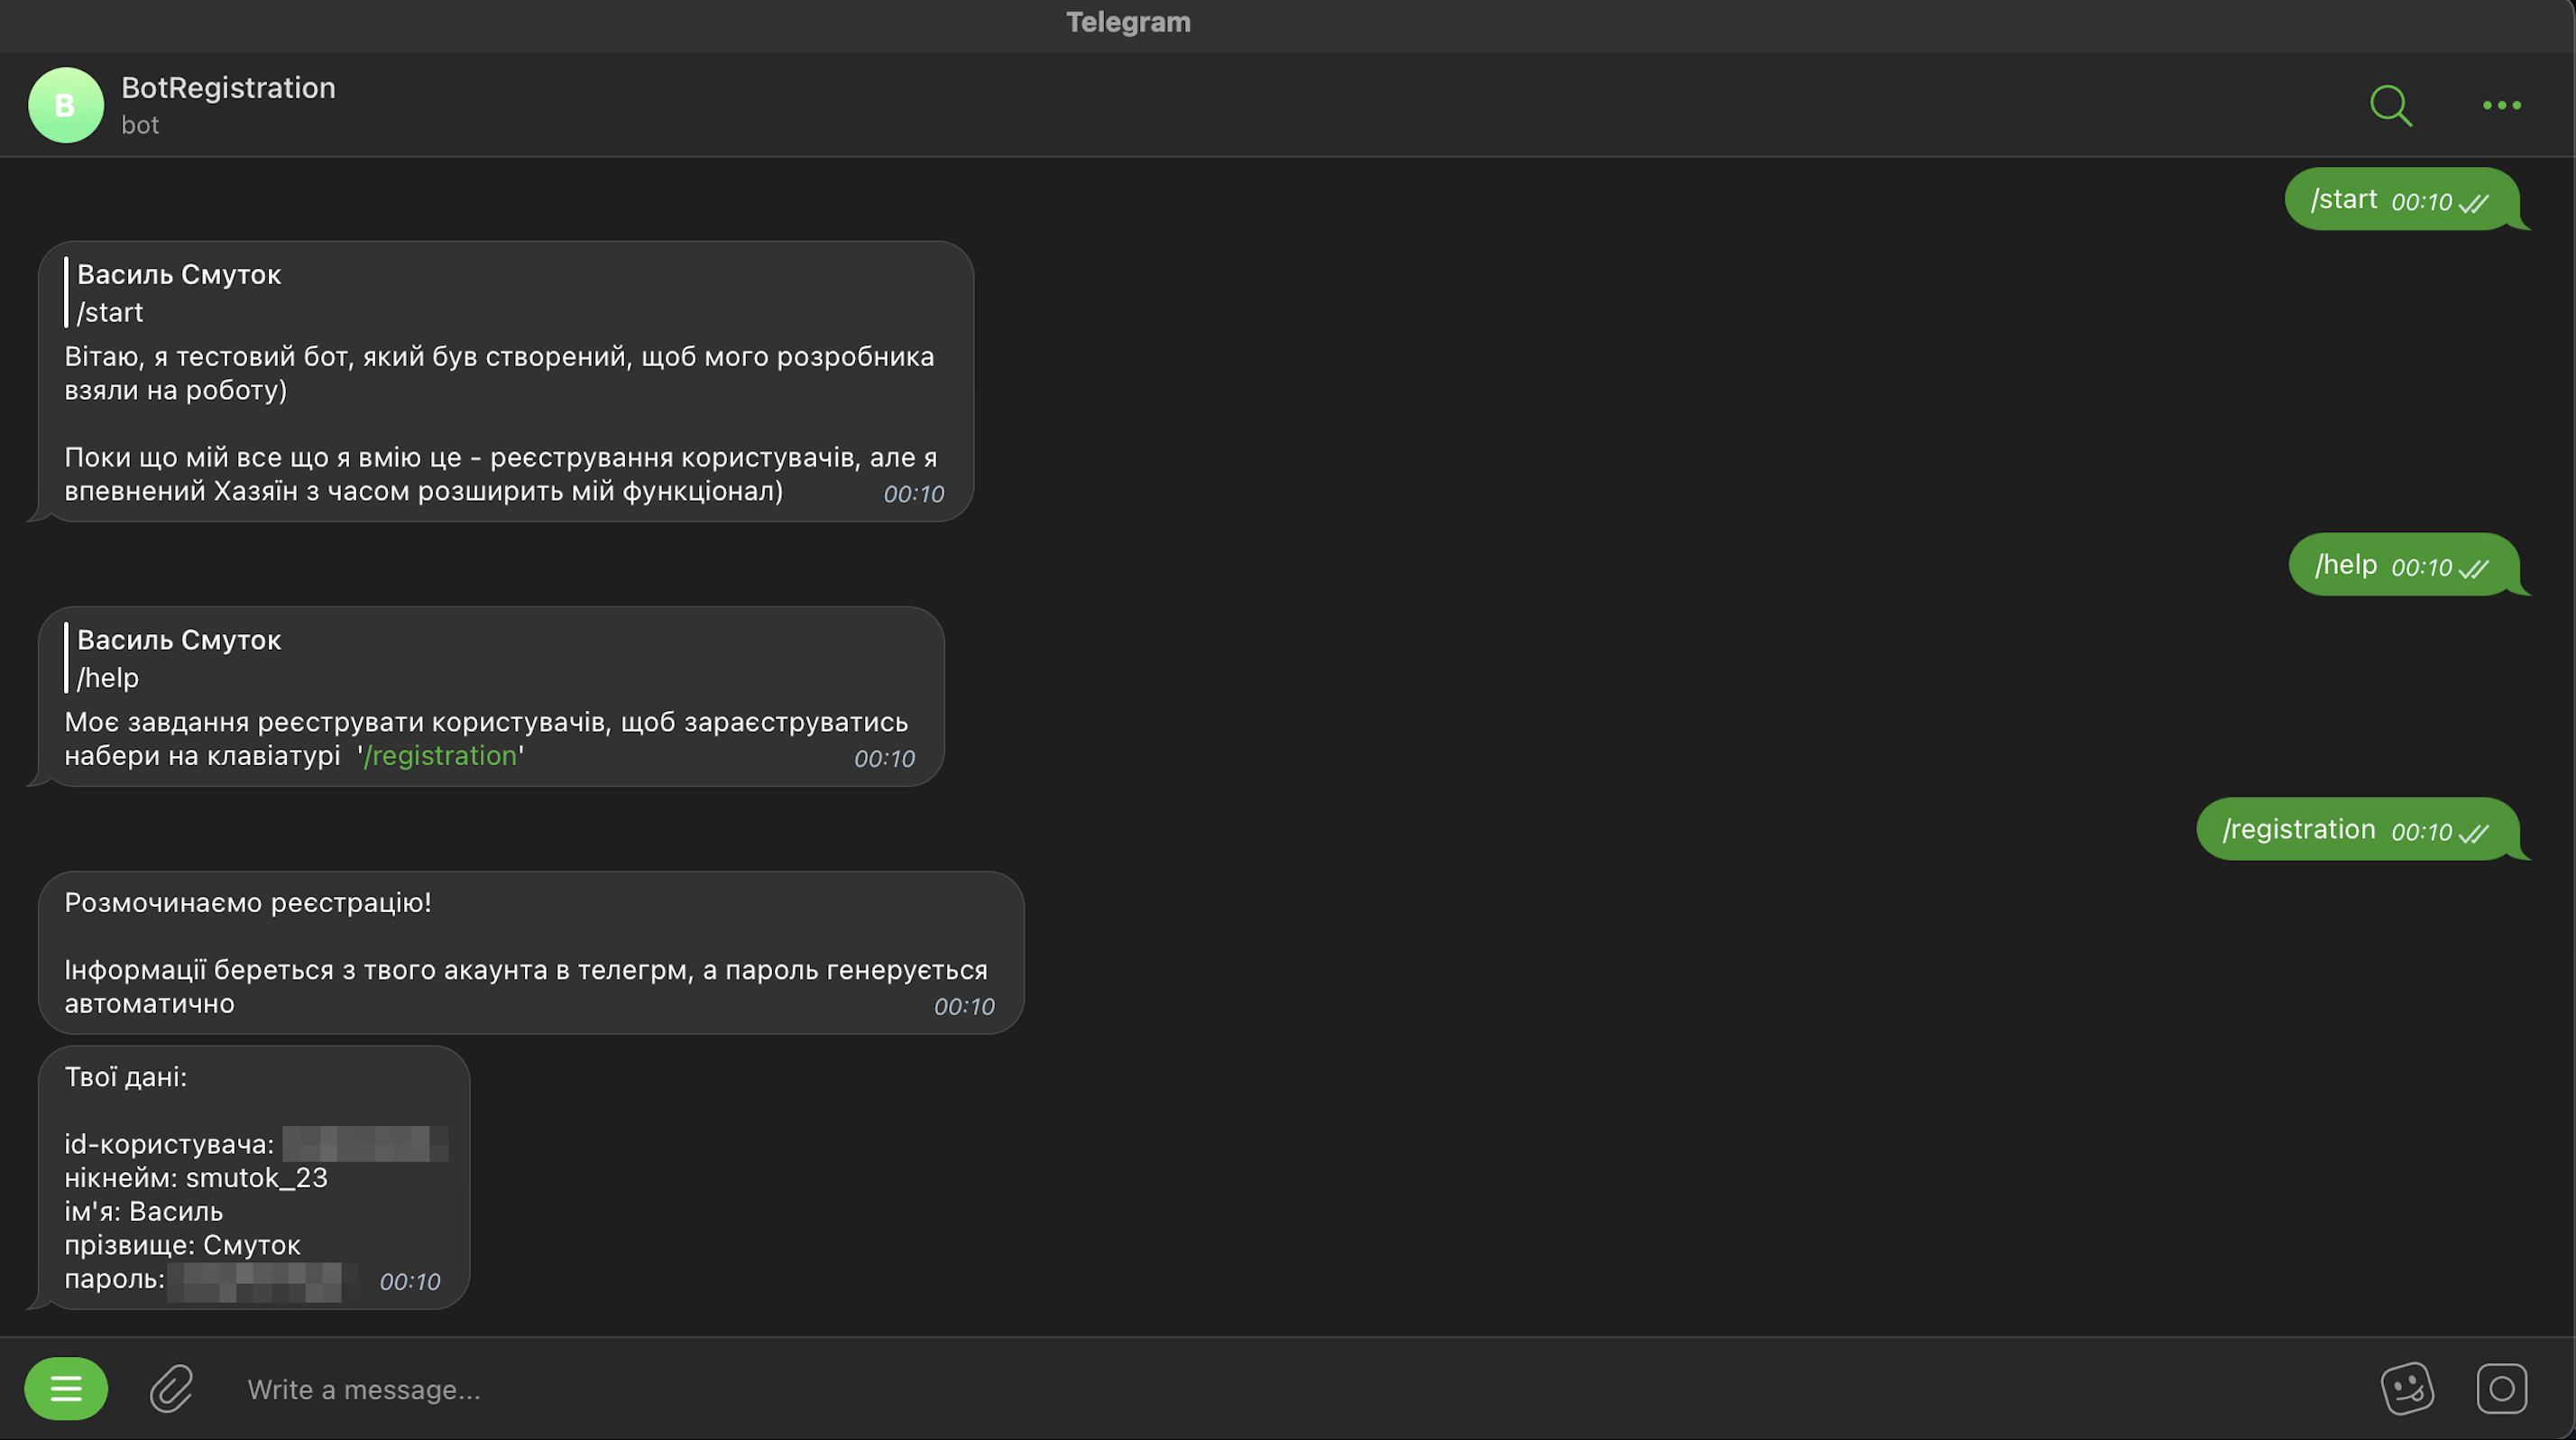 Telegram
B
BotRegistration
bot
/start 00:10
Василь Смуток
/start
Вітаю, я тестовий бот, який був створений, щоб мого розробника
взяли на роботу)
Поки що мій все що я вмію це - реєстрування користувачів, але я
впевнений Хазяїн з часом розширить мій функціонал) 00:10
/help 00:10
Василь Смуток
/help
Моє завдання реєструвати користувачів, щоб зараєструватись
набери на клавіатурі '/registration' 00:10
/registration 00:10
Розмочинаємо реєстрацію!
Інформації береться з твого акаунта в телегрм, а пароль генерується
автоматично 00:10
Твої дані:
id-користувача:
нікнейм: smutok_23
ім'я: Василь
прізвище: Смуток
пароль: 00:10
Write a message...